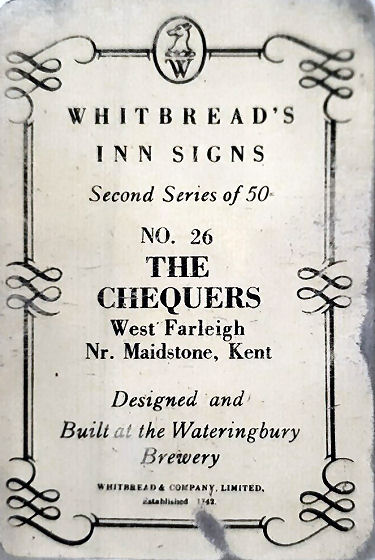 W
WHITBREAD'S
INN SIGNS
Second Series of 50
NO. 26
THE
CHEQUERS
West Farleigh
Nr. Maidstone, Kent
Designed and
Built at the Wateringbury
Brewery
WHITBREAD & COMPANY, LIMITED,
Established 1742.